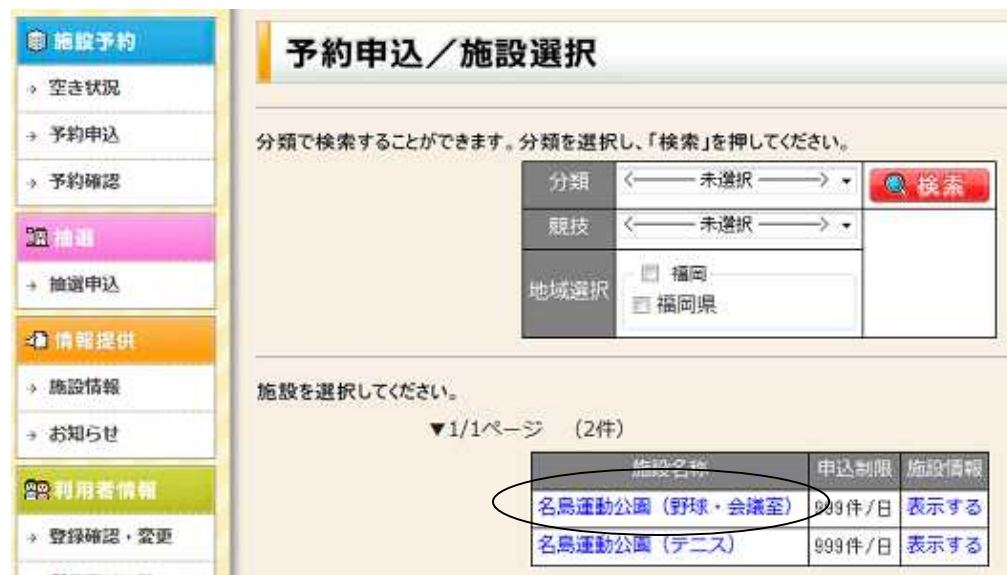 施設予約
空き状況
予約申込
予約確認
抽選
抽選申込
情報提供
施設情報
お知らせ
利用者情報
登録確認・変更
予約申込／施設選択
分類で検索することができます。分類を選択し、「検索」を押してください。
分類 <―――― 未選択 ――――> 検索
競技 <―――― 未選択 ――――>
地域選択 福岡
福岡県
施設を選択してください。
▼1/1ページ （2件）
施設名称 申込制限 施設情報
名島運動公園（野球・会議室） 999件/日 表示する
名島運動公園（テニス） 999件/日 表示する